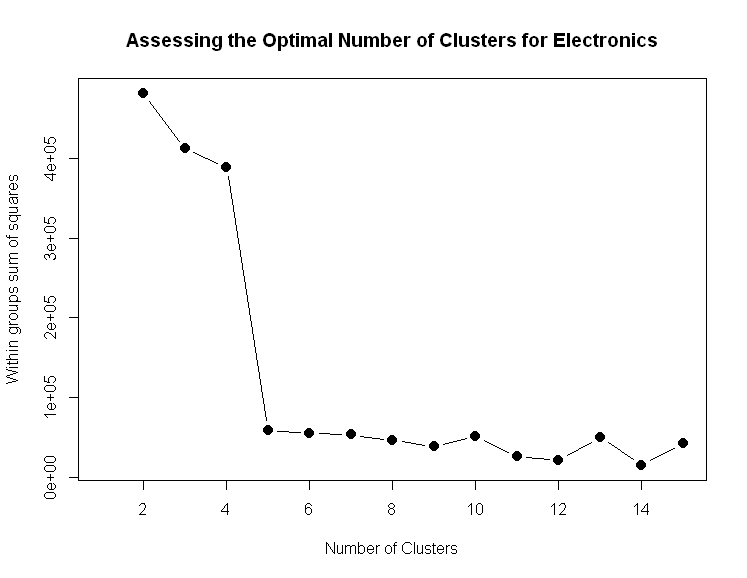 Assessing the Optimal Number of Clusters for Electronics
Within groups sum of squares
4e+05
3e+05
2e+05
1e+05
0e+00
2 4 6 8 10 12 14
Number of Clusters